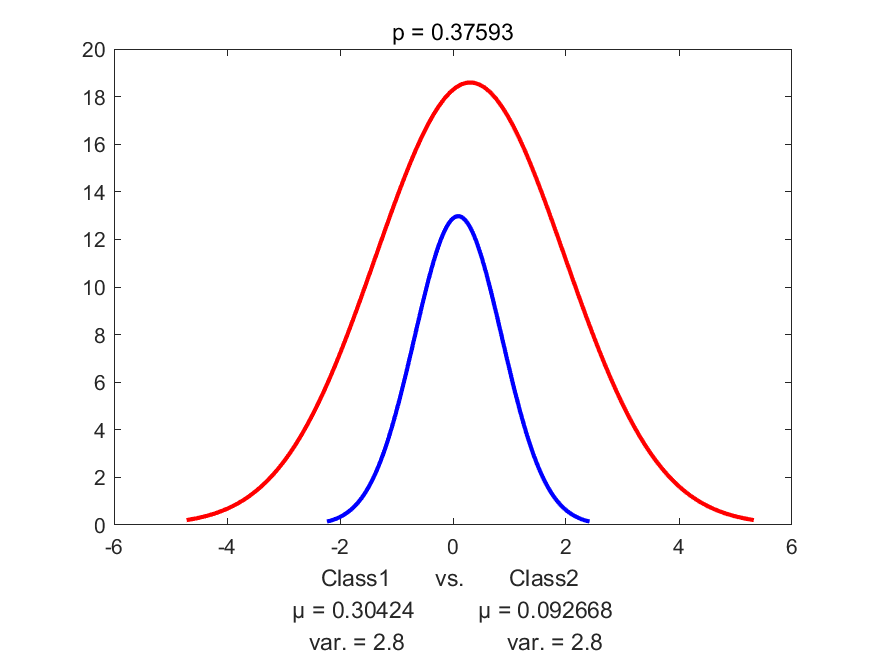 p = 0.37593
20
18
16
14
12
10
8
6
4
2
0
-6 -4 -2 0 2 4 6
Class1 vs. Class2
μ = 0.30424 μ = 0.092668
var. = 2.8 var. = 2.8